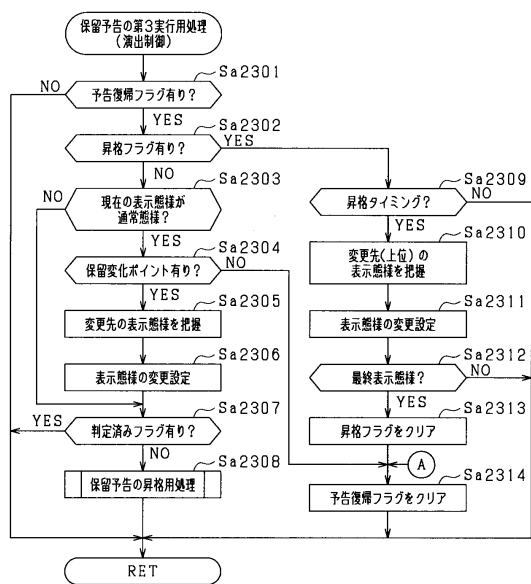 保留予告の第3実行用処理
(演出制御)
Sa2301
NO
予告復帰フラグ有り?
YES
Sa2302
昇格フラグ有り?
YES
NO
Sa2303
NO
現在の表示態様が
通常態様?
YES
Sa2304
保留変化ポイント有り?
NO
YES
Sa2305
変更先の表示態様を把握
Sa2306
表示態様の変更設定
Sa2307
YES
判定済みフラグ有り?
NO
Sa2308
保留予告の昇格用処理
Sa2309
昇格タイミング?
NO
YES
Sa2310
変更先(上位)の
表示態様を把握
Sa2311
表示態様の変更設定
Sa2312
最終表示態様?
NO
YES
Sa2313
昇格フラグをクリア
A
Sa2314
予告復帰フラグをクリア
RET